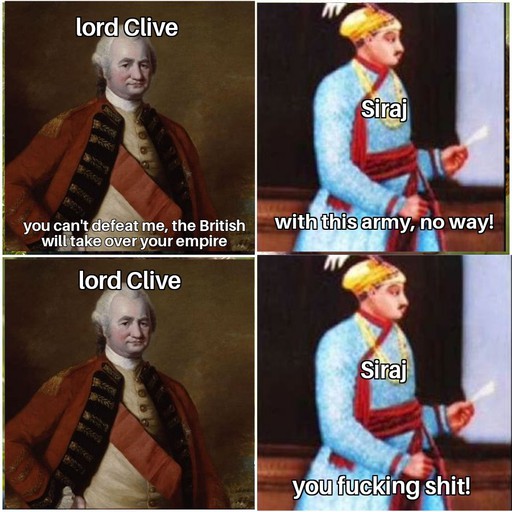 lord Clive
you can't defeat me, the British
will take over your empire
Siraj
with this army, no way!
lord Clive
Siraj
you fucking shit!